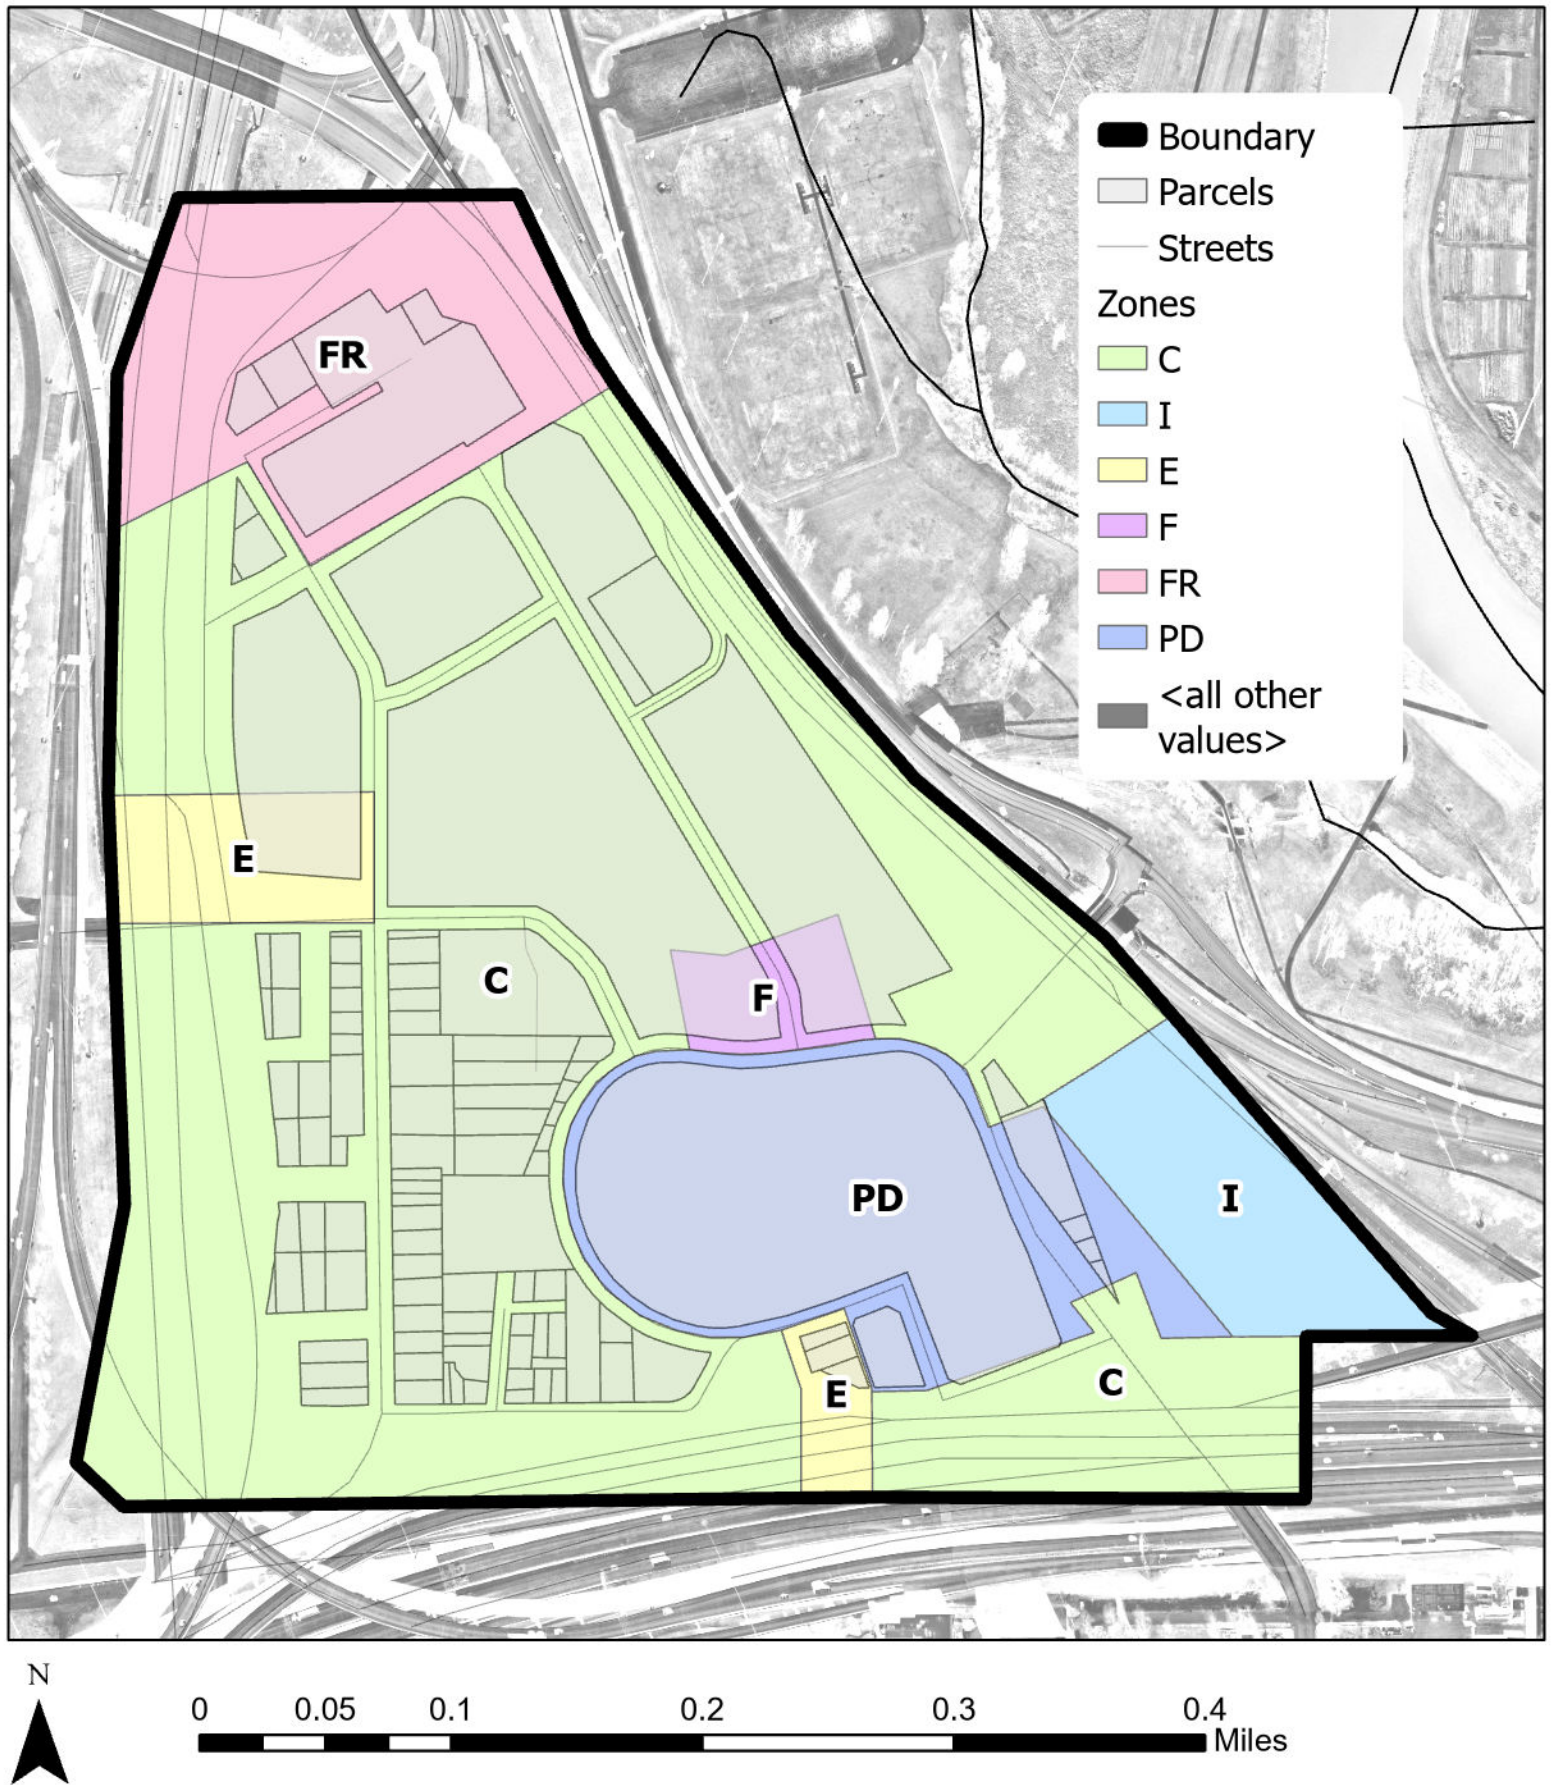 Boundary
Parcels
Streets
Zones
C
I
E
F
FR
PD
<all other
values>
FR
E
C
F
PD
I
E
C
N
0 0.05 0.1 0.2 0.3 0.4
Miles